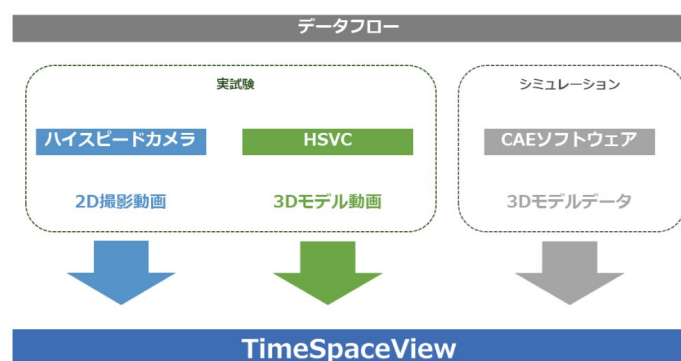 データフロー
実試験
シミュレーション
ハイスピードカメラ
HSVC
CAEソフトウェア
2D撮影動画
3Dモデル動画
3Dモデルデータ
TimeSpaceView